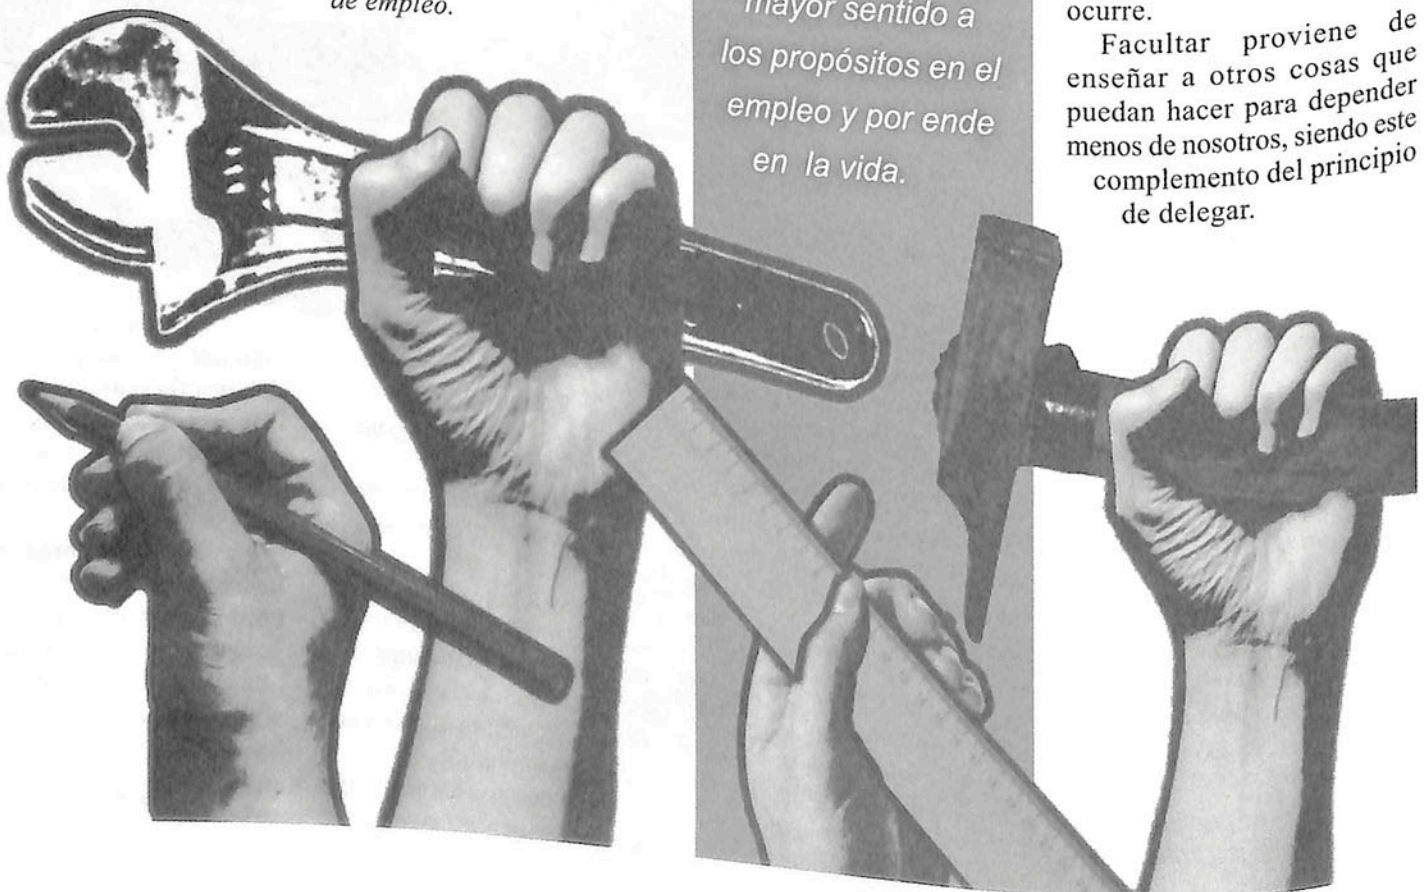 de empleo.
mayor sentido a
los propósitos en el
empleo y por ende
en la vida.
ocurre.
Facultar proviene de
enseñar a otros cosas que
puedan hacer para depender
menos de nosotros, siendo este
complemento del principio
de delegar.